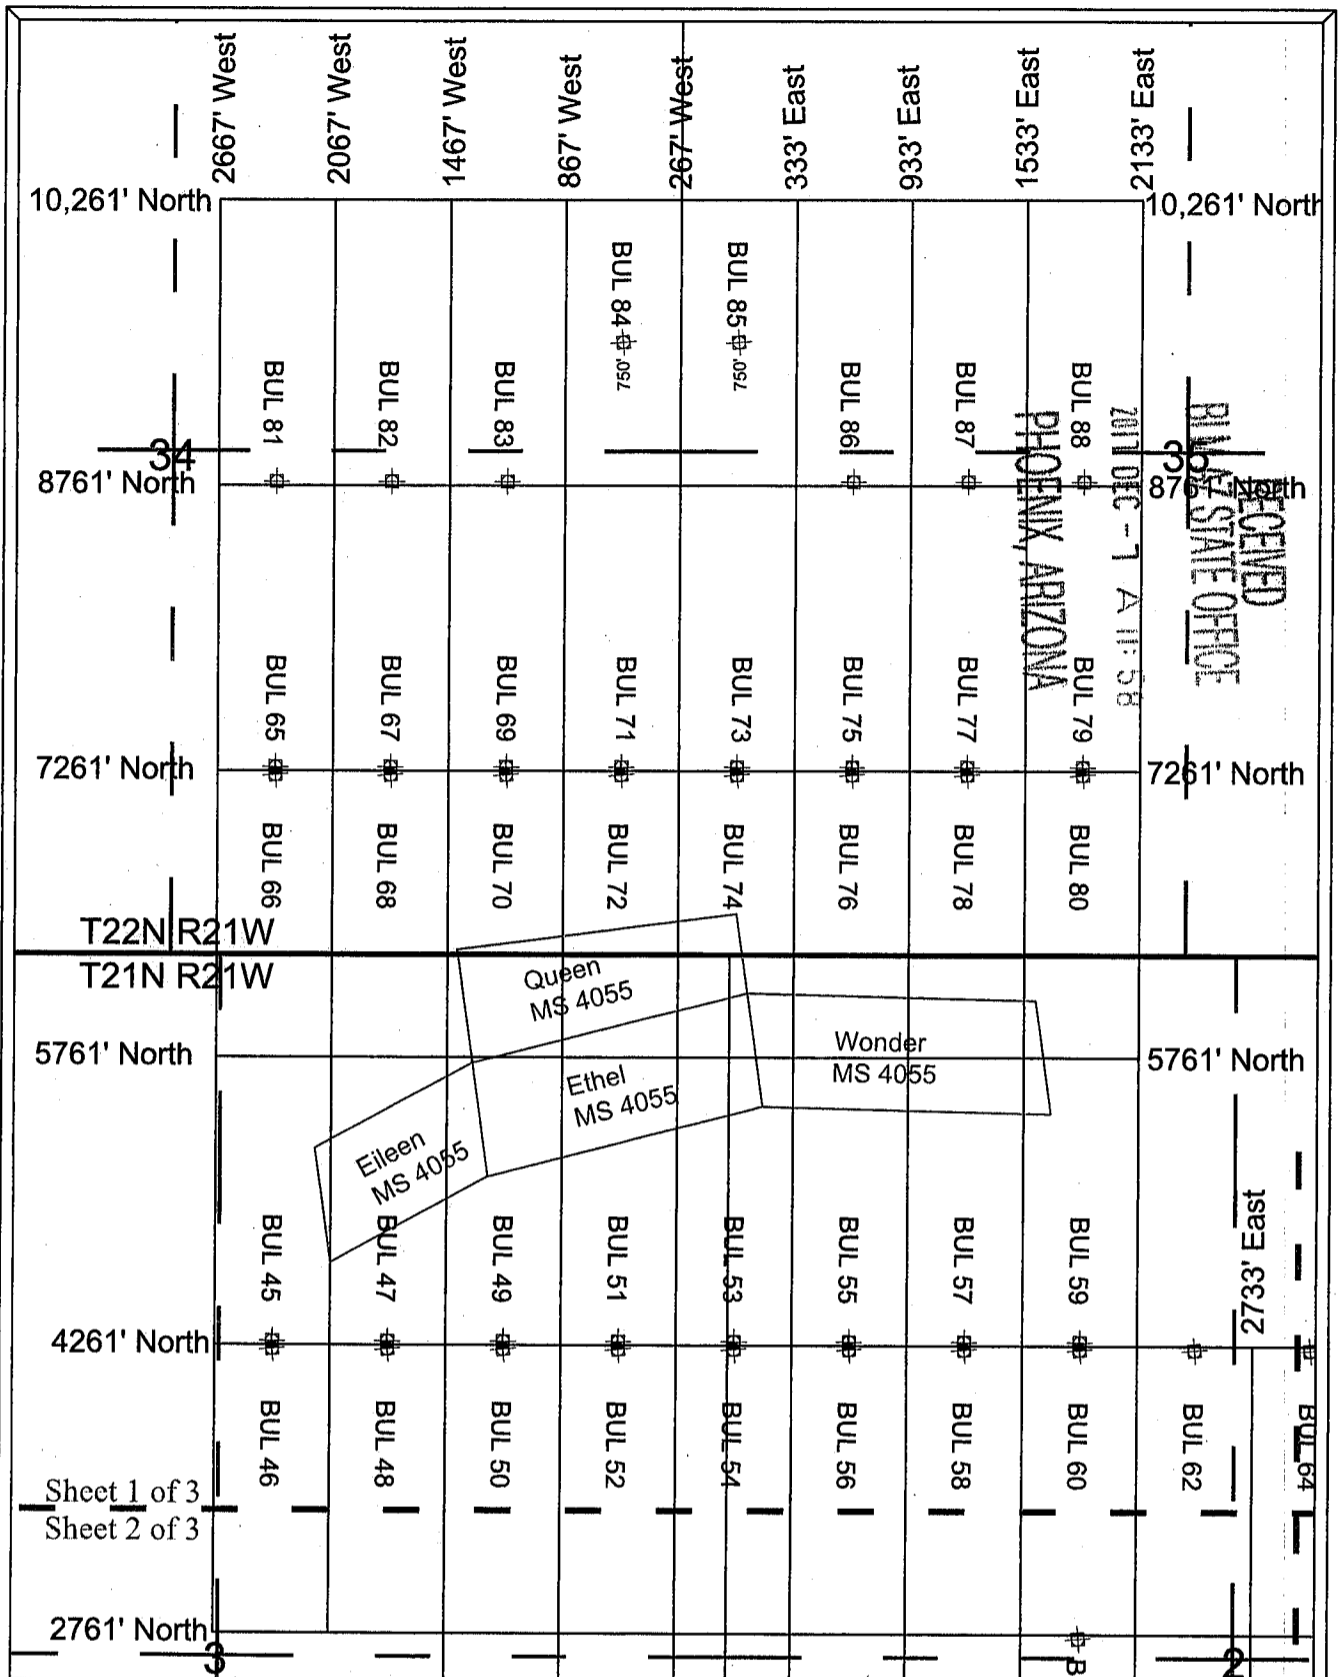 2667' West
2067' West
1467' West
867' West
267' West
333' East
933' East
1533' East
2133' East
10,261' North
10,261' North
BUL 84
750'
BUL 85
750'
BUL 81
BUL 82
BUL 83
BUL 86
BUL 87
BUL 88
34
35
8761' North
8761' North
RECEIVED
BLM AZ STATE OFFICE
2017 DEC -7 A 11: 58
PHOENIX, ARIZONA
BUL 65
BUL 67
BUL 69
BUL 71
BUL 73
BUL 75
BUL 77
BUL 79
7261' North
7261' North
BUL 66
BUL 68
BUL 70
BUL 72
BUL 74
BUL 76
BUL 78
BUL 80
T22N R21W
T21N R21W
Queen
MS 4055
5761' North
Wonder
MS 4055
5761' North
Ethel
MS 4055
Eileen
MS 4055
BUL 45
BUL 47
BUL 49
BUL 51
BUL 53
BUL 55
BUL 57
BUL 59
2733' East
4261' North
BUL 46
BUL 48
BUL 50
BUL 52
BUL 54
BUL 56
BUL 58
BUL 60
BUL 62
BUL 64
Sheet 1 of 3
Sheet 2 of 3
2761' North
3
B
2